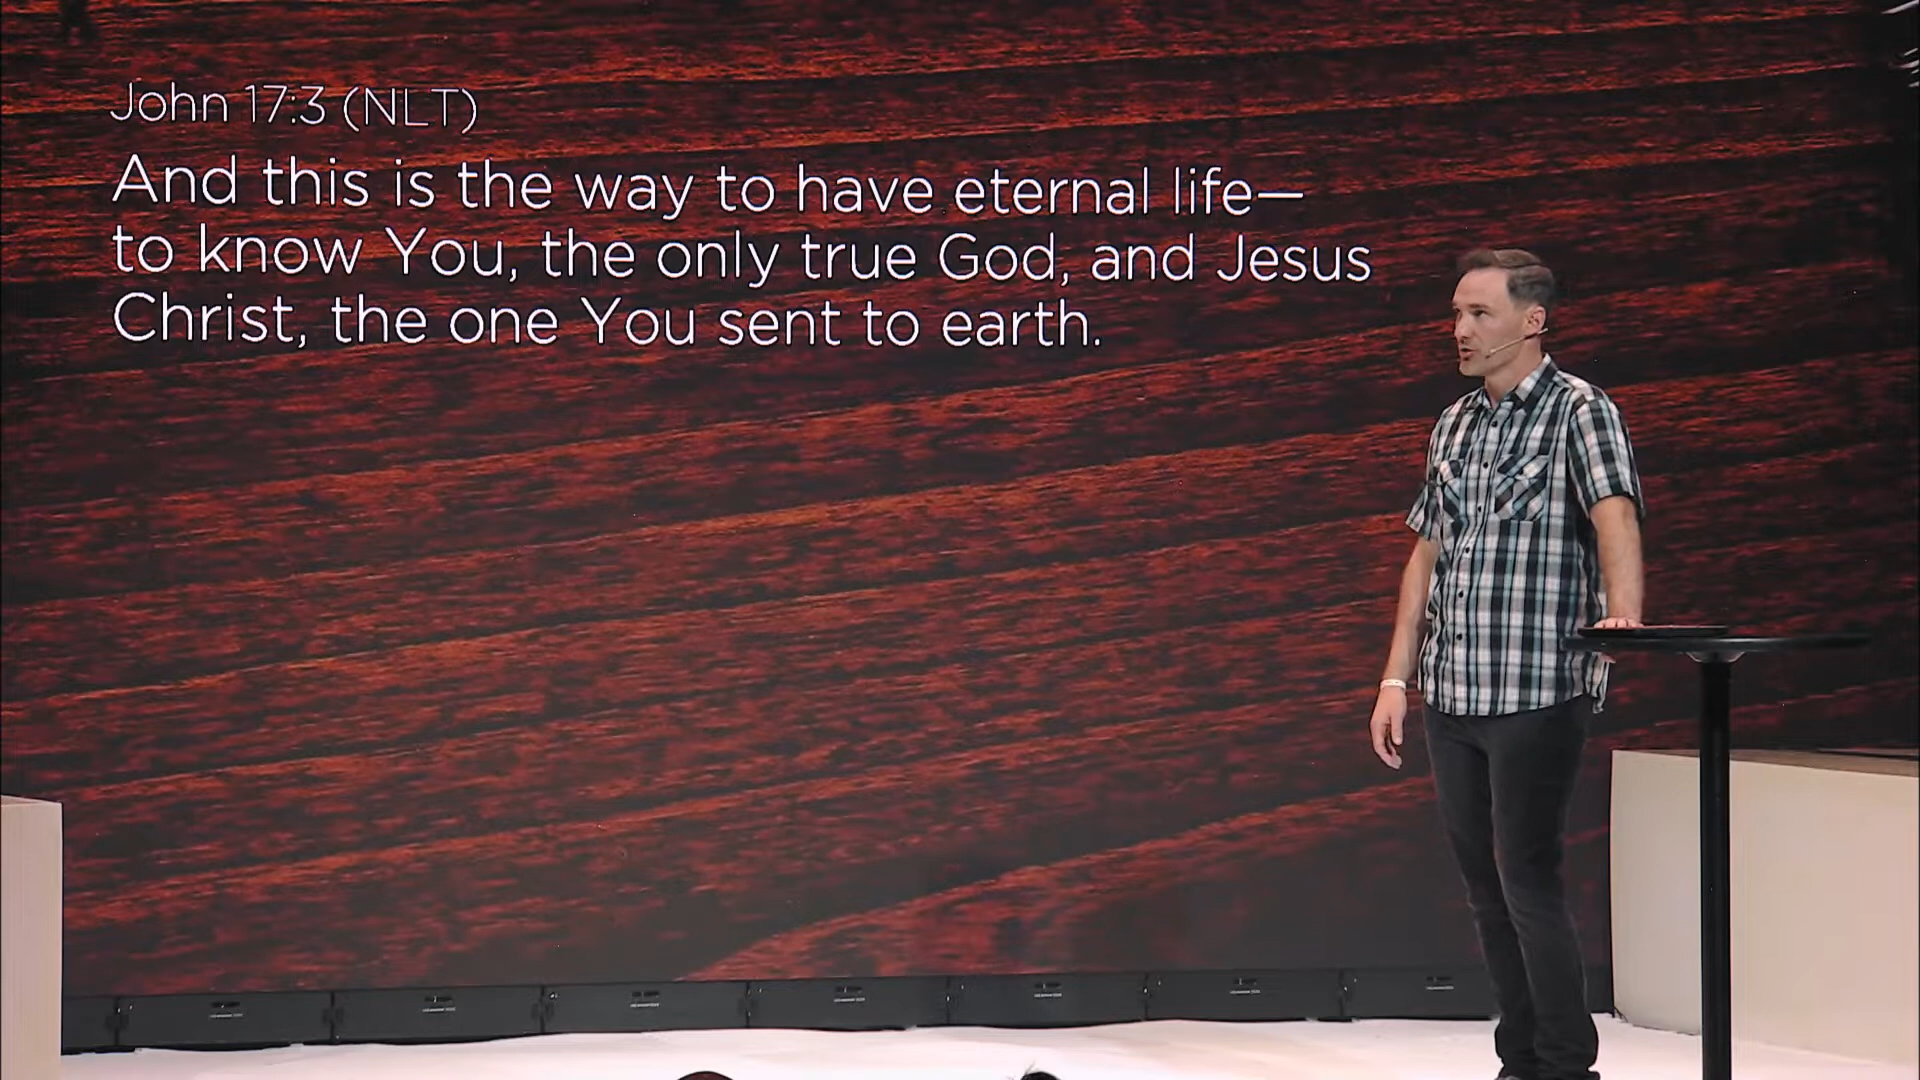 John 17:3 (NLT)
And this is the way to have eternal life—
to know You, the only true God, and Jesus
Christ, the one You sent to earth.